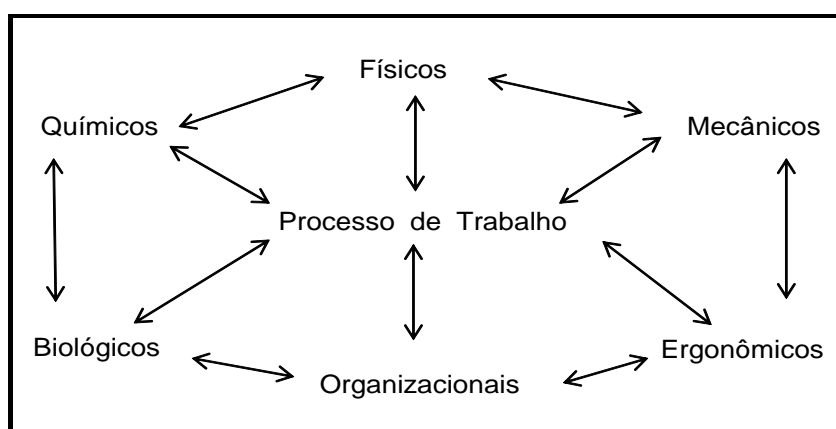 Físicos
Químicos
Mecânicos
Processo de Trabalho
Biológicos
Ergonômicos
Organizacionais